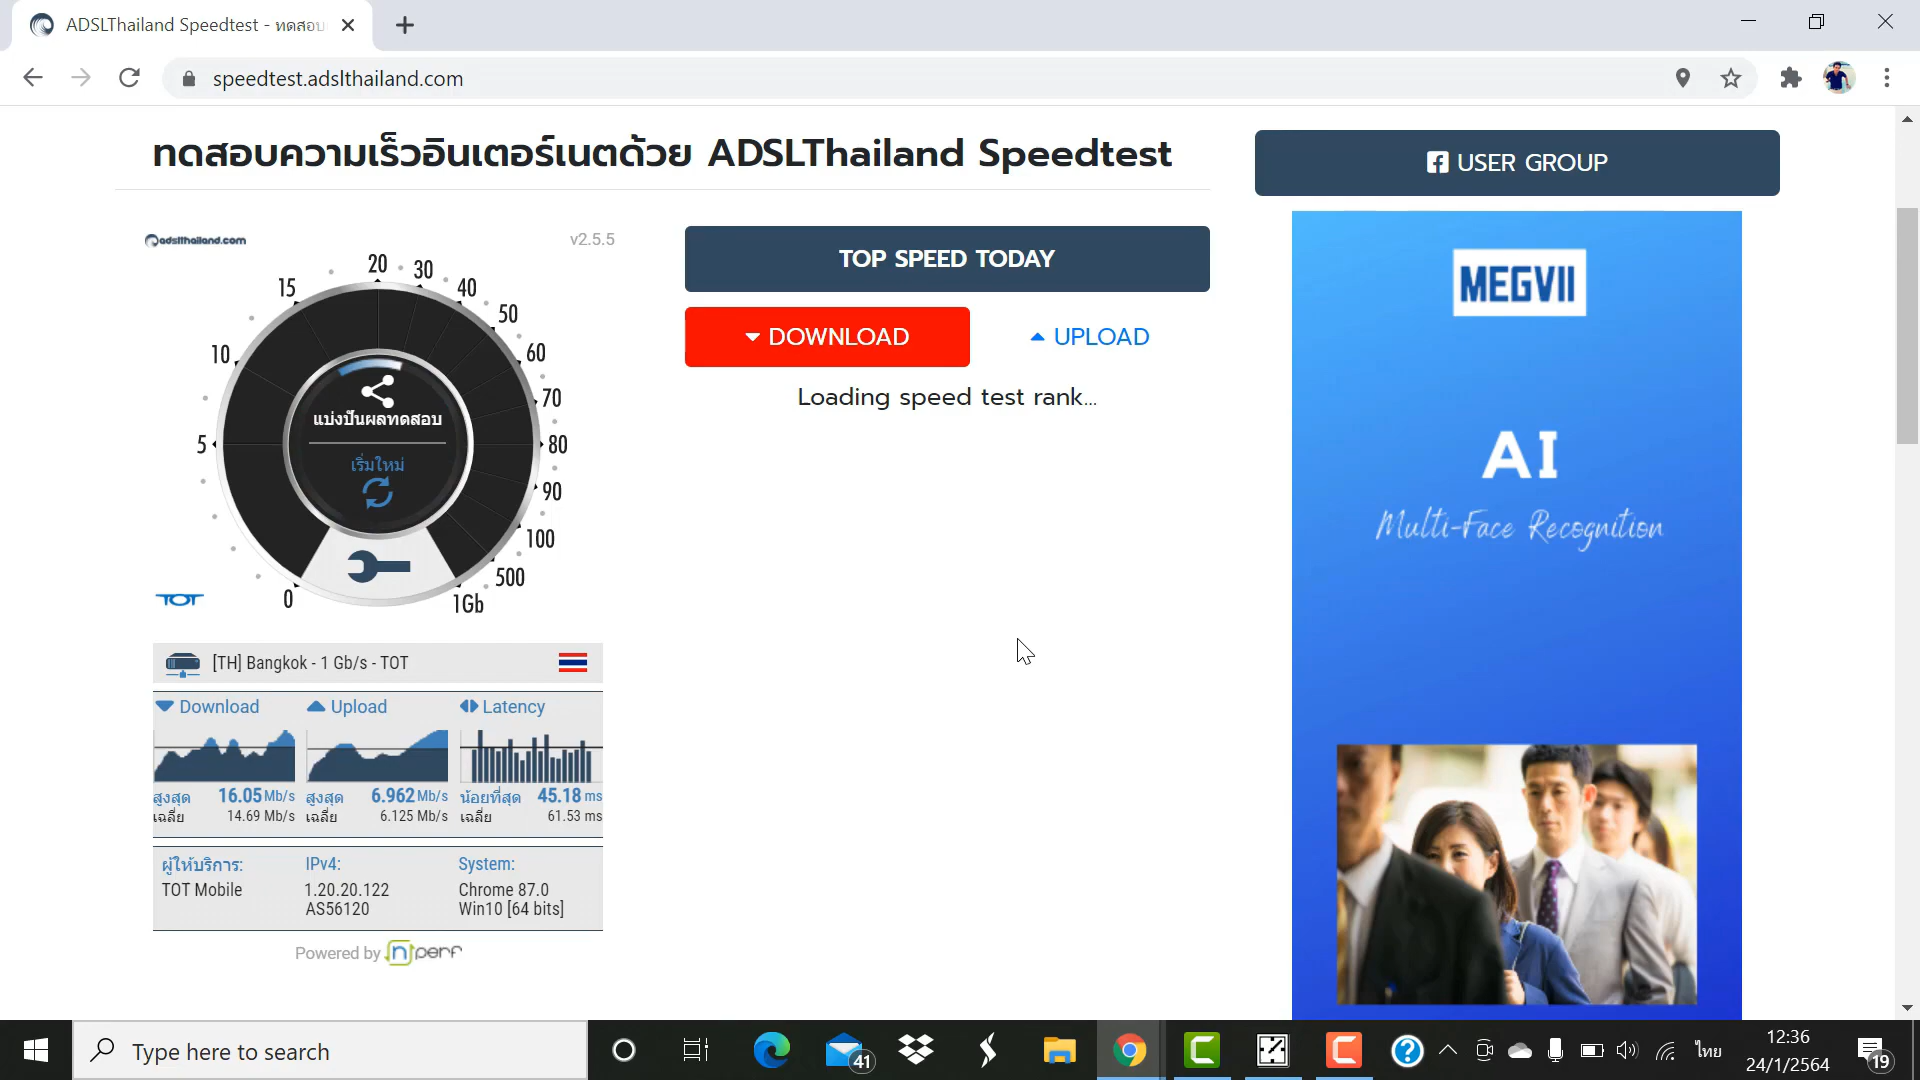 ADSLThailand Speedtest - ทดสอบ
speedtest.adslthailand.com
ทดสอบความเร็วอินเตอร์เนตด้วย ADSLThailand Speedtest
USER GROUP
adslthailand.com
v2.5.5
TOP SPEED TODAY
DOWNLOAD
UPLOAD
Loading speed test rank...
0
5
10
15
20
30
40
50
60
70
80
90
100
500
1Gb
แบ่งปันผลทดสอบ
เริ่มใหม่
TOT
[TH] Bangkok - 1 Gb/s - TOT
Download Upload Latency
สูงสุด 16.05 Mb/s สูงสุด 6.962 Mb/s น้อยที่สุด 45.18 ms
เฉลี่ย 14.69 Mb/s เฉลี่ย 6.125 Mb/s เฉลี่ย 61.53 ms
ผู้ให้บริการ: IPv4: System:
TOT Mobile 1.20.20.122 Chrome 87.0
AS56120 Win10 [64 bits]
Powered by nperf
MEGVII
AI
Multi-Face Recognition
Type here to search
41
ไทย
12:36
24/1/2564
19